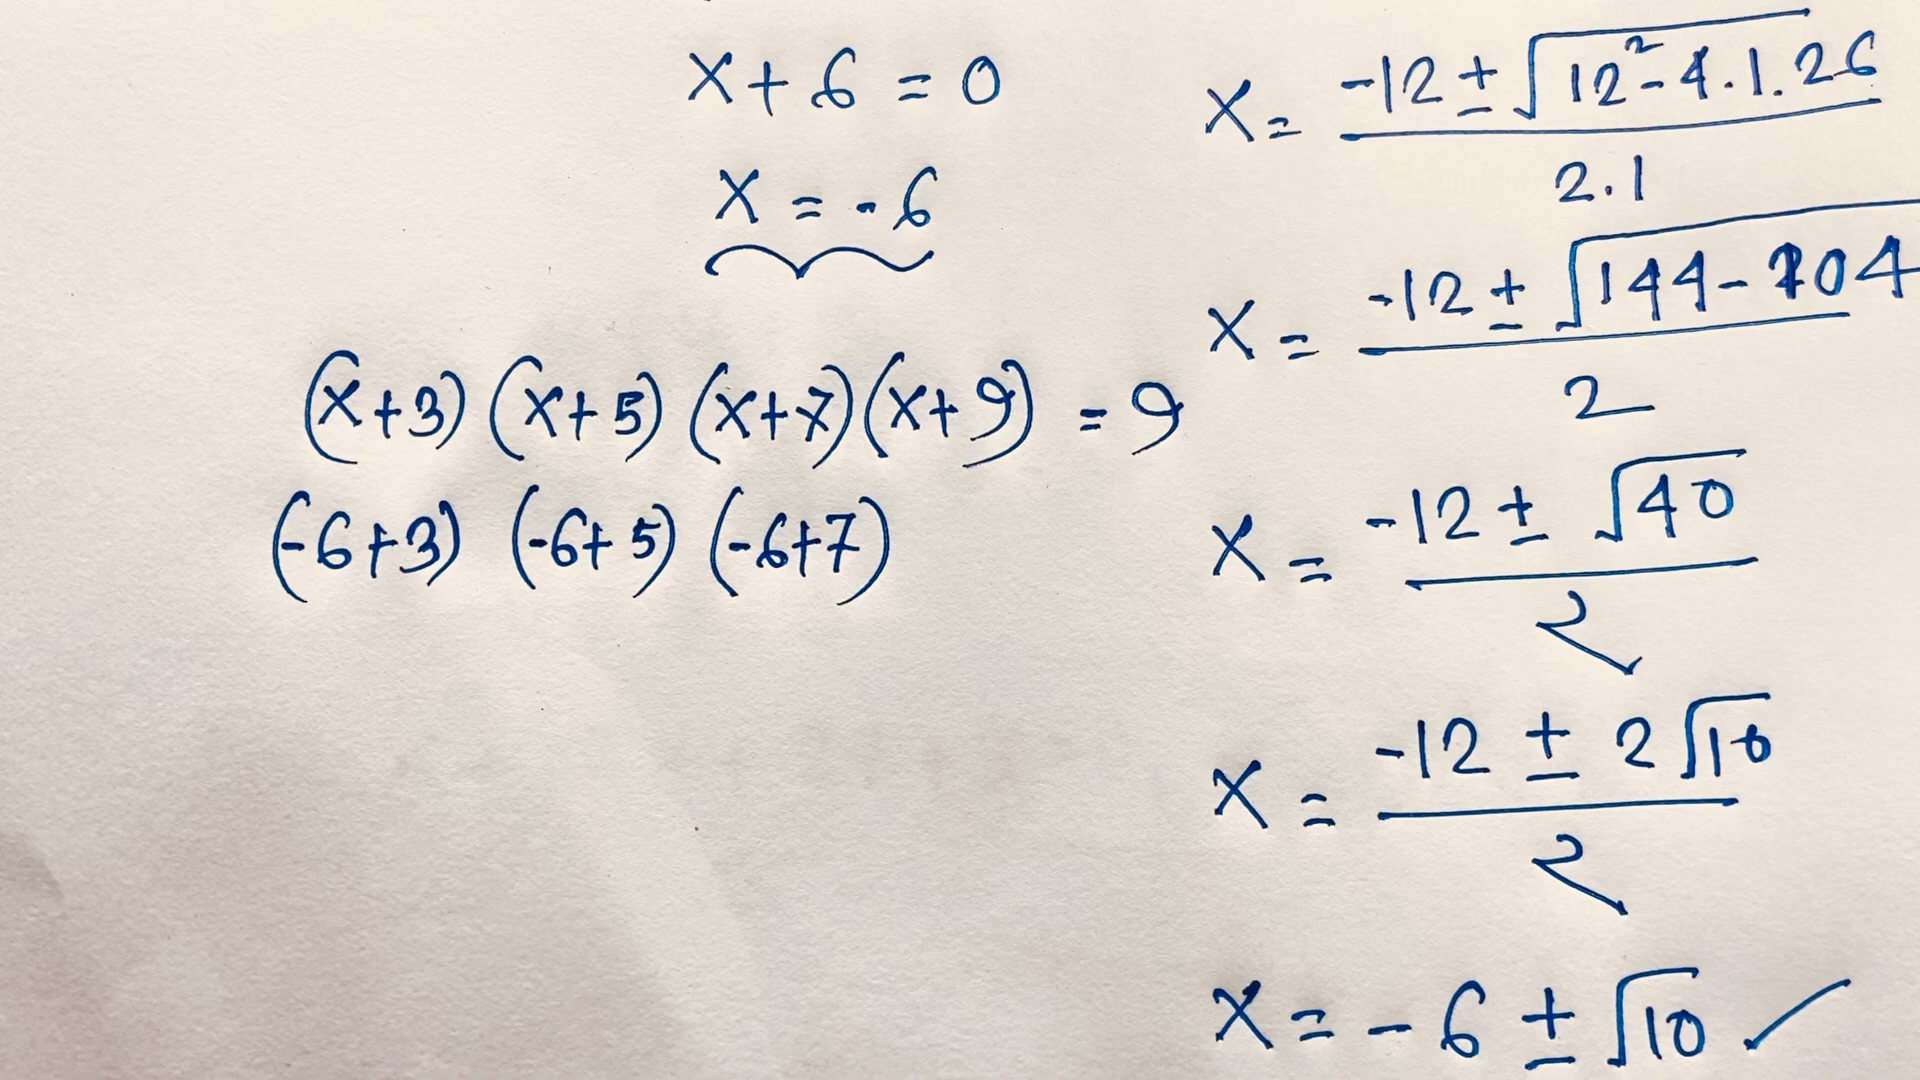 x + 6 = 0
x = -6
(x+3) (x+5) (x+7) (x+9) = 9
(-6+3) (-6+5) (-6+7)
x = (-12 ± √(12² - 4.1.26)) / 2.1
x = (-12 ± √(144 - 104)) / 2
x = (-12 ± √40) / 2
x = (-12 ± 2√10) / 2
x = -6 ± √10 ✓